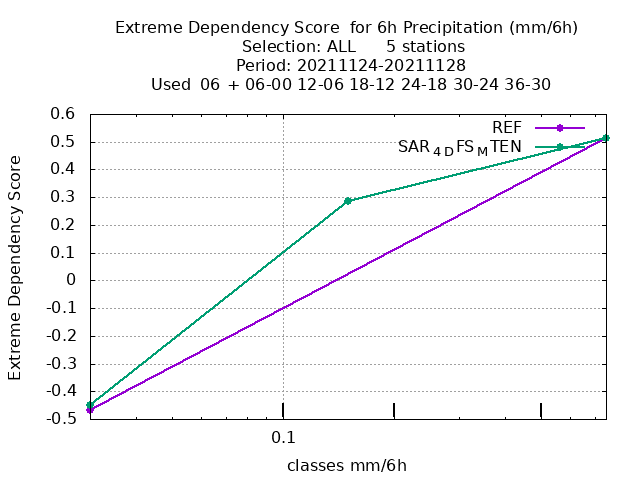 Extreme Dependency Score  for 6h Precipitation (mm/6h)
Selection: ALL      5 stations
Period: 20211124-20211128
Used  06 + 06-00 12-06 18-12 24-18 30-24 36-30
REF
SAR4DFSMTEN
0.6
0.5
0.4
0.3
0.2
0.1
0
-0.1
-0.2
-0.3
-0.4
-0.5
Extreme Dependency Score
0.1
classes mm/6h